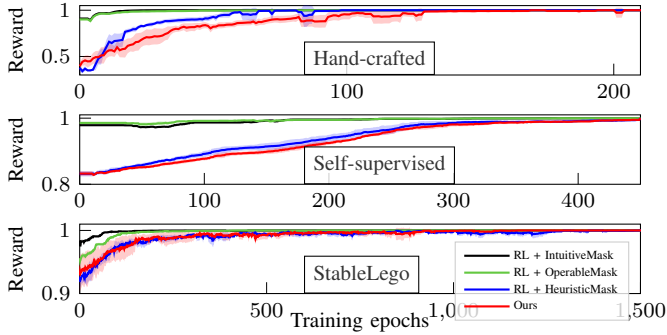 1
0.5
Reward
Hand-crafted
0
100
200
1
0.8
Reward
Self-supervised
0
100
200
300
400
1
0.9
Reward
StableLego
RL + IntuitiveMask
RL + OperableMask
RL + HeuristicMask
Ours
0
500
1,000
1,500
Training epochs